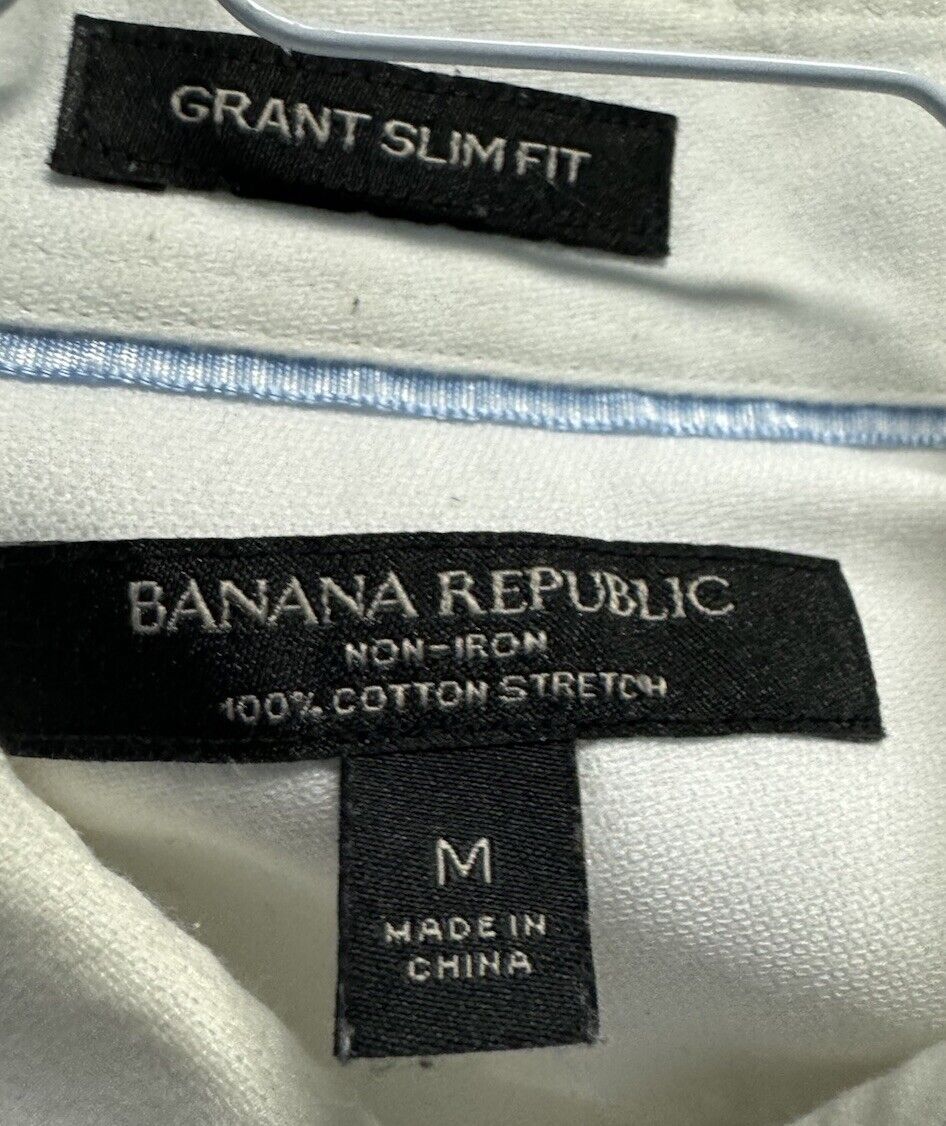 GRANT SLIM FIT
BANANA REPUBLIC
NON-IRON
100% COTTON STRETCH
M
MADE IN
CHINA